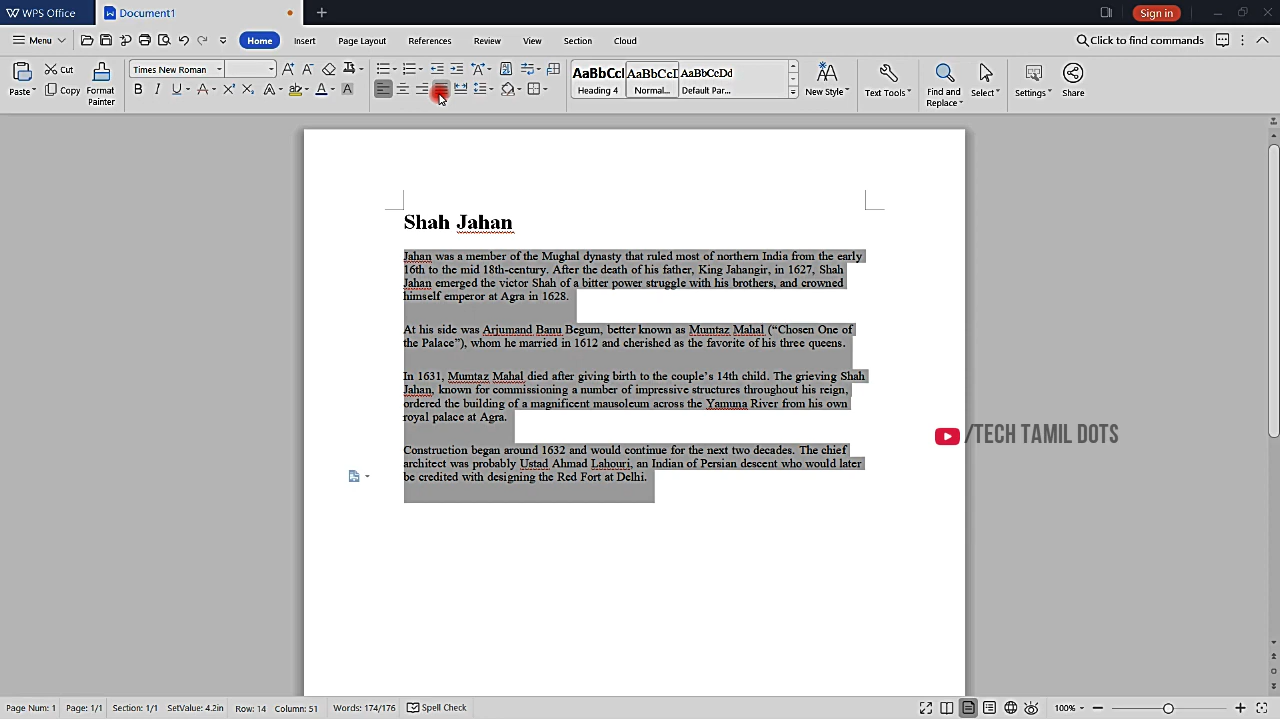 WPS Office
Document1
Sign in
Menu
Home
Insert
Page Layout
References
Review
View
Section
Cloud
Click to find commands
Paste
Cut
Copy
Format
Painter
Times New Roman
AaBbCcI
Heading 4
AaBbCcD
Normal...
AaBbCcDd
Default Par...
New Style
Text Tools
Find and
Replace
Select
Settings
Share
Shah Jahan
Jahan was a member of the Mughal dynasty that ruled most of northern India from the early
16th to the mid 18th-century. After the death of his father, King Jahangir, in 1627, Shah
Jahan emerged the victor Shah of a bitter power struggle with his brothers, and crowned
himself emperor at Agra in 1628.
At his side was Arjumand Banu Begum, better known as Mumtaz Mahal (“Chosen One of
the Palace”), whom he married in 1612 and cherished as the favorite of his three queens.
In 1631, Mumtaz Mahal died after giving birth to the couple’s 14th child. The grieving Shah
Jahan, known for commissioning a number of impressive structures throughout his reign,
ordered the building of a magnificent mausoleum across the Yamuna River from his own
royal palace at Agra.
Construction began around 1632 and would continue for the next two decades. The chief
architect was probably Ustad Ahmad Lahouri, an Indian of Persian descent who would later
be credited with designing the Red Fort at Delhi.
/TECH TAMIL DOTS
Page Num: 1 Page: 1/1 Section: 1/1 SetValue: 4.2in Row: 14 Column: 51 Words: 174/176 Spell Check 100%